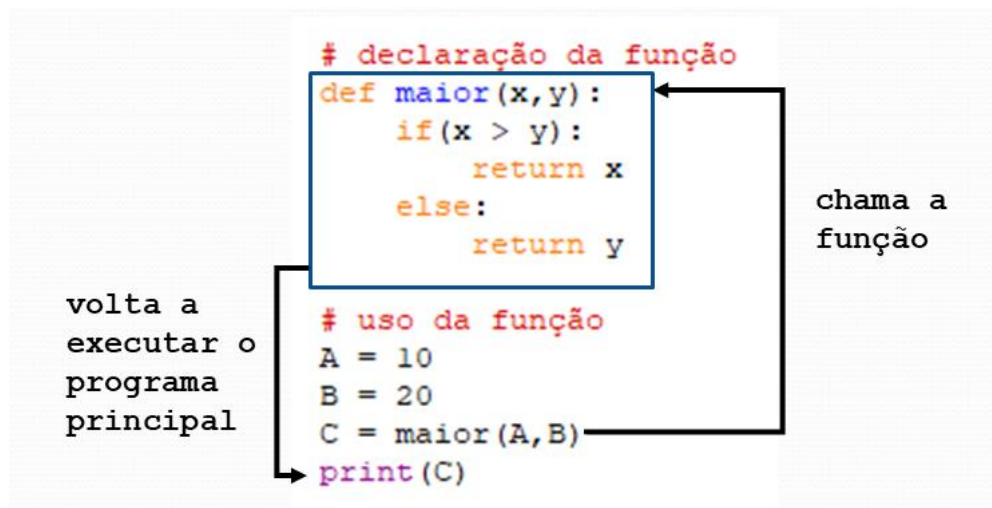 # declaração da função
def maior(x,y):
    if(x > y):
        return x
    else:
        return y
chama a
função
volta a
executar o
programa
principal
# uso da função
A = 10
B = 20
C = maior(A,B)
print(C)